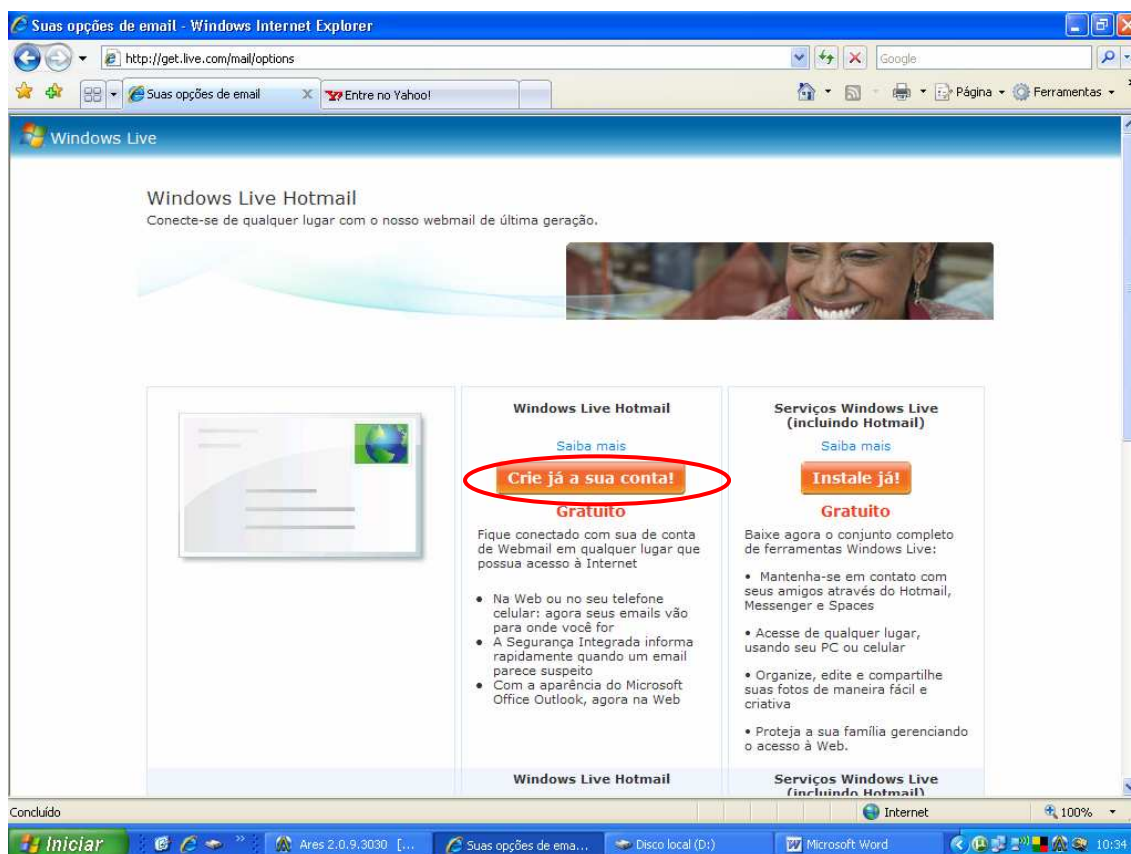 Suas opções de email - Windows Internet Explorer
http://get.live.com/mail/options
Google
Suas opções de email
Entre no Yahoo!
Página
Ferramentas
Windows Live
Windows Live Hotmail
Conecte-se de qualquer lugar com o nosso webmail de última geração.
Windows Live Hotmail
Saiba mais
Crie já a sua conta!
Gratuito
Fique conectado com sua de conta
de Webmail em qualquer lugar que
possua acesso à Internet
• Na Web ou no seu telefone
celular: agora seus emails vão
para onde você for
• A Segurança Integrada informa
rapidamente quando um email
parece suspeito
• Com a aparência do Microsoft
Office Outlook, agora na Web
Serviços Windows Live
(incluindo Hotmail)
Saiba mais
Instale já!
Gratuito
Baixe agora o conjunto completo
de ferramentas Windows Live:
• Mantenha-se em contato com
seus amigos através do Hotmail,
Messenger e Spaces
• Acesse de qualquer lugar,
usando seu PC ou celular
• Organize, edite e compartilhe
suas fotos de maneira fácil e
criativa
• Proteja a sua família gerenciando
o acesso à Web.
Windows Live Hotmail
Serviços Windows Live
(incluindo Hotmail)
Concluído
Internet
100%
Iniciar
Ares 2.0.9.3030 [...
Suas opções de ema...
Disco local (D:)
Microsoft Word
10:34